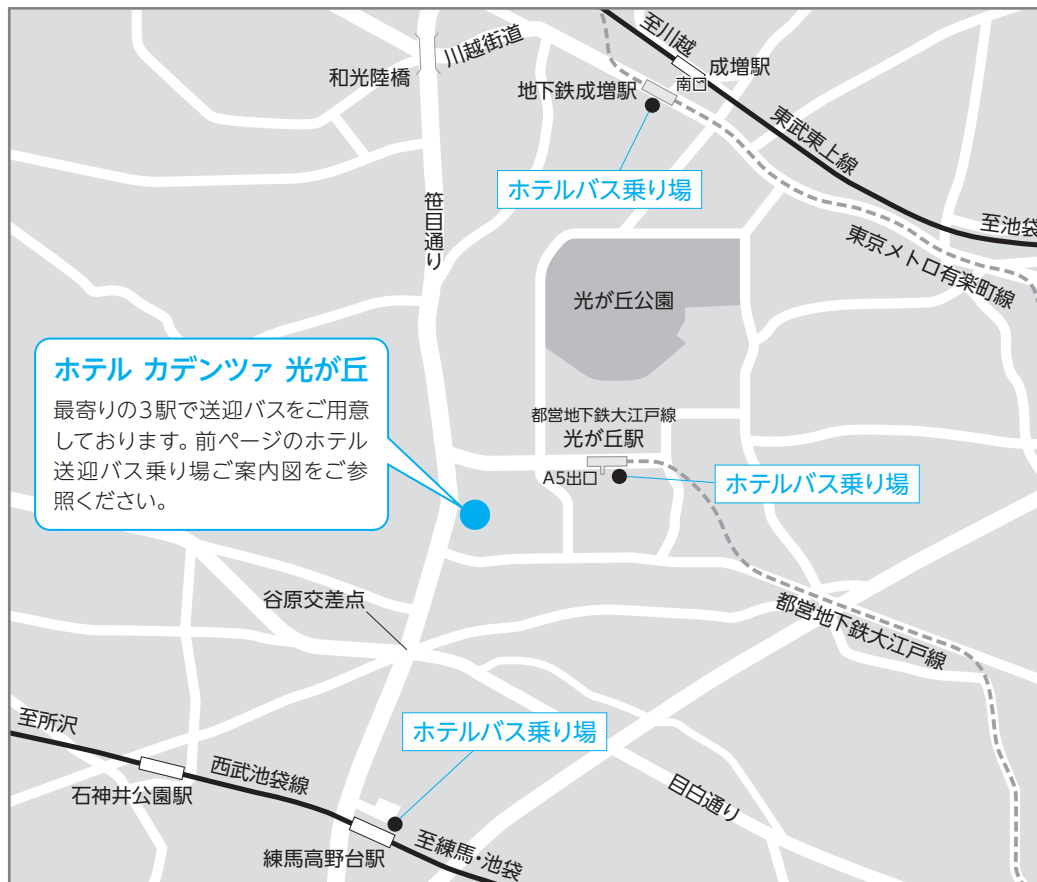 至川越
川越街道
和光陸橋
成増駅
南口
地下鉄成増駅
東武東上線
ホテルバス乗り場
笹目通り
至池袋
東京メトロ有楽町線
光が丘公園
ホテル カデンツァ 光が丘
最寄りの3駅で送迎バスをご用意
しております。前ページのホテル
送迎バス乗り場ご案内図をご参
照ください。
都営地下鉄大江戸線
光が丘駅
A5出口
ホテルバス乗り場
谷原交差点
都営地下鉄大江戸線
至所沢
ホテルバス乗り場
西武池袋線
石神井公園駅
目白通り
至練馬・池袋
練馬高野台駅